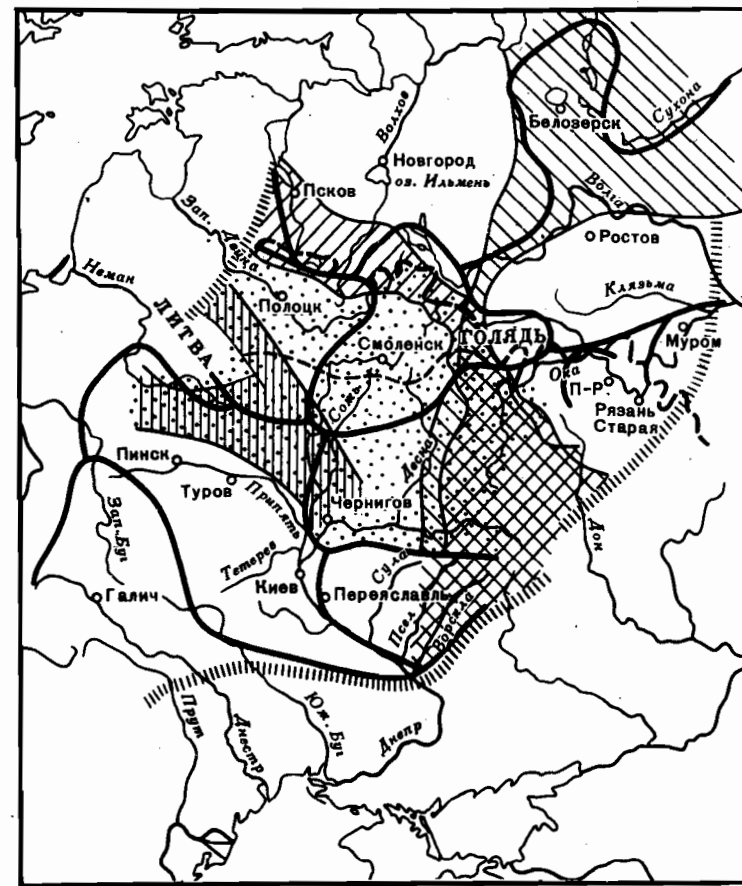 Белозерск
Сухона
Волхов
Новгород
оз. Ильмень
Псков
Волга
Ростов
Зап. Двина
Клязьма
Неман
Полоцк
ЛИТВА
ГОЛЯДЬ
Муром
Смоленск
Ока
П-Р
Рязань
Старая
Сожь
Десна
Пинск
Туров
Припять
Чернигов
Зап. Буг
Тетерев
Киев
Сула
Переяславль
Дон
Галич
Псел
Ворскла
Прут
Днестр
Юж. Буг
Днепр